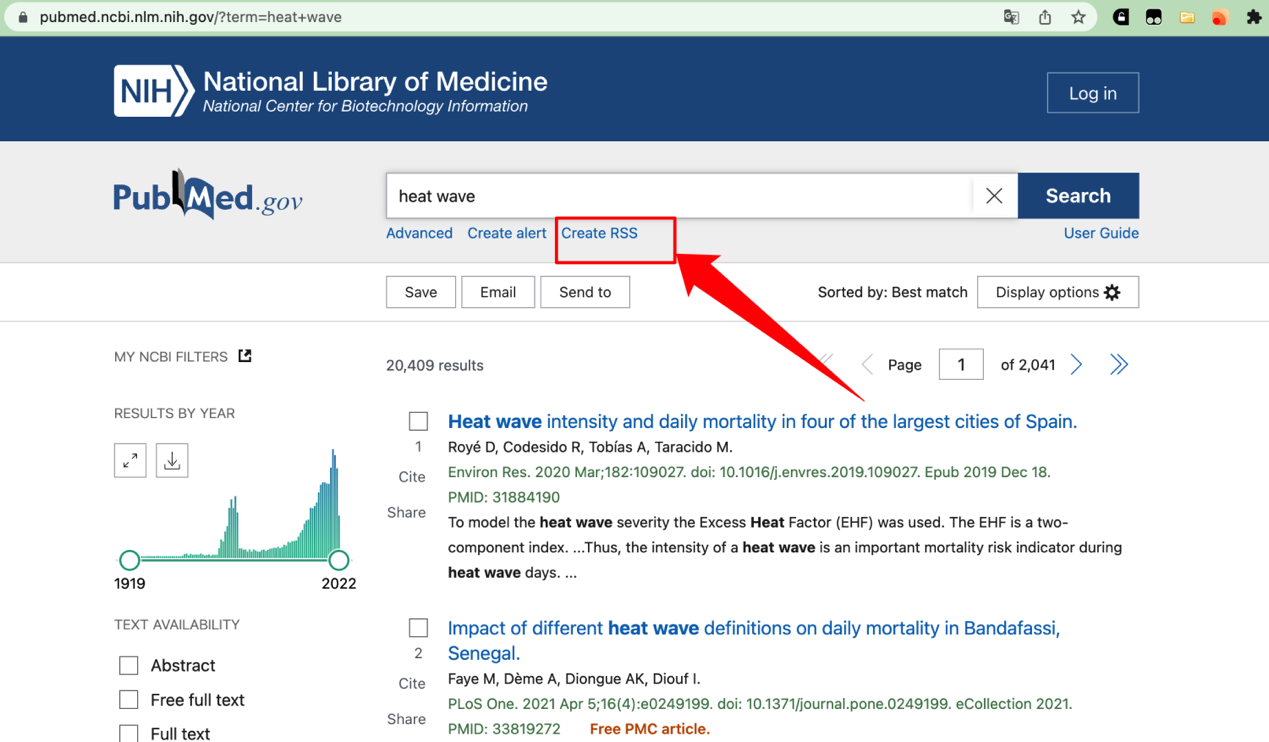 pubmed.ncbi.nlm.nih.gov/?term=heat+wave
NIH National Library of Medicine
National Center for Biotechnology Information
Log in
PubMed.gov
heat wave
Search
Advanced Create alert Create RSS
User Guide
Save Email Send to
Sorted by: Best match Display options
MY NCBI FILTERS
20,409 results
Page 1 of 2,041
RESULTS BY YEAR
1919 2022
TEXT AVAILABILITY
Abstract
Free full text
Full text
Heat wave intensity and daily mortality in four of the largest cities of Spain.
1
Royé D, Codesido R, Tobías A, Taracido M.
Cite
Environ Res. 2020 Mar;182:109027. doi: 10.1016/j.envres.2019.109027. Epub 2019 Dec 18.
PMID: 31884190
Share
To model the heat wave severity the Excess Heat Factor (EHF) was used. The EHF is a two-
component index. ...Thus, the intensity of a heat wave is an important mortality risk indicator during
heat wave days. ...
Impact of different heat wave definitions on daily mortality in Bandafassi,
Senegal.
2
Faye M, Dème A, Diongue AK, Diouf I.
Cite
PLoS One. 2021 Apr 5;16(4):e0249199. doi: 10.1371/journal.pone.0249199. eCollection 2021.
Share
PMID: 33819272 Free PMC article.